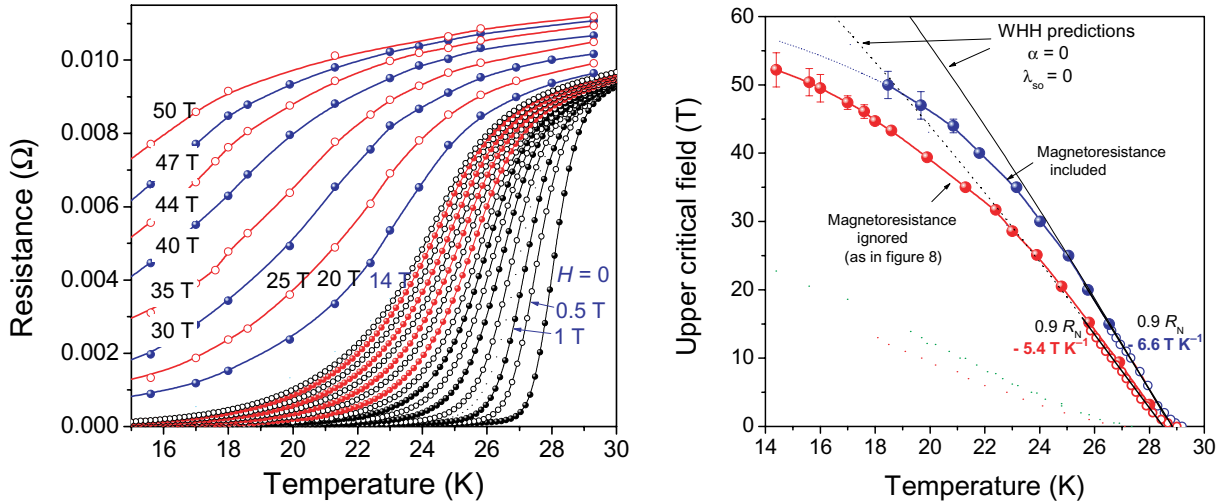 0.010
0.008
0.006
0.004
0.002
0.000
Resistance (Ω)
50 T
47 T
44 T
40 T
35 T
30 T
25 T
20 T
14 T
H = 0
0.5 T
1 T
16
18
20
22
24
26
28
30
Temperature (K)
60
50
40
30
20
10
0
Upper critical field (T)
WHH predictions
α = 0
λso = 0
Magnetoresistance
included
Magnetoresistance
ignored
(as in figure 8)
0.9 RN
- 5.4 T K⁻¹
0.9 RN
- 6.6 T K⁻¹
14
16
18
20
22
24
26
28
30
Temperature (K)